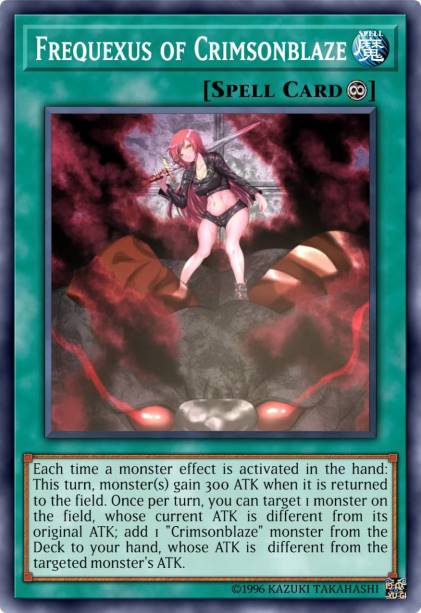 Frequexus of Crimsonblaze
SPELL
魔
[Spell Card]
Each time a monster effect is activated in the hand:
This turn, monster(s) gain 300 ATK when it is returned
to the field. Once per turn, you can target 1 monster on
the field, whose current ATK is different from its
original ATK; add 1 "Crimsonblaze" monster from the
Deck to your hand, whose ATK is different from the
targeted monster's ATK.
©1996 KAZUKI TAKAHASHI